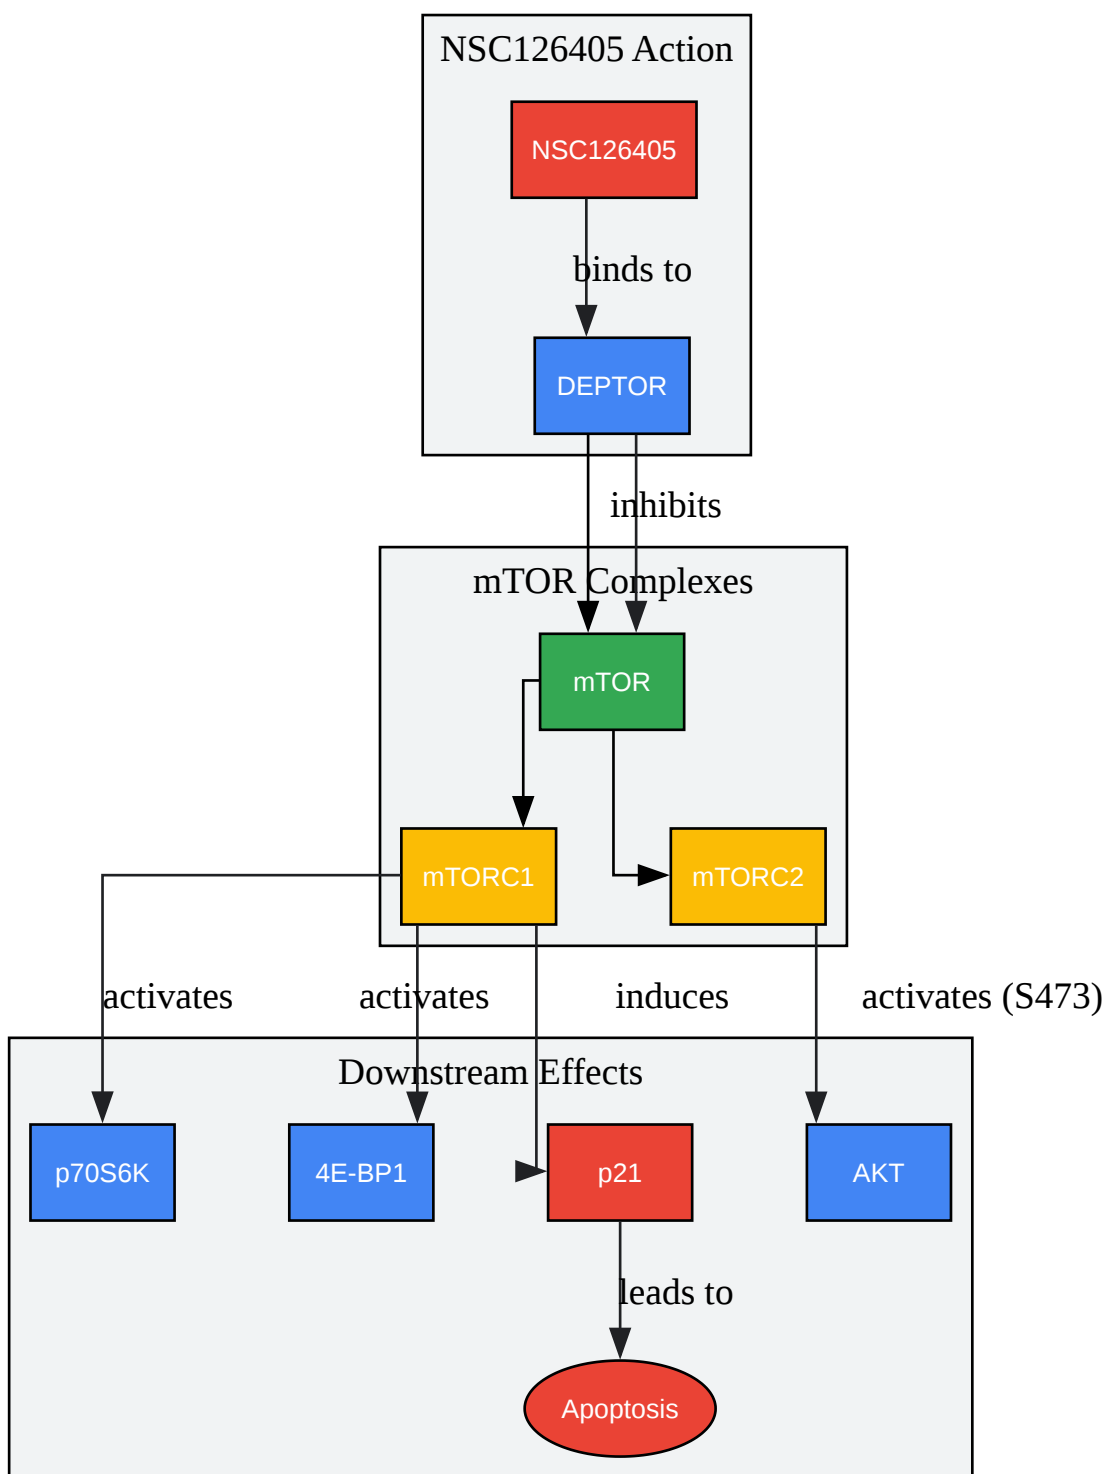 NSC126405 Action
NSC126405
binds to
DEPTOR
inhibits
mTOR Complexes
mTOR
mTORC1
mTORC2
activates
activates
induces
activates (S473)
Downstream Effects
p70S6K
4E-BP1
p21
AKT
leads to
Apoptosis